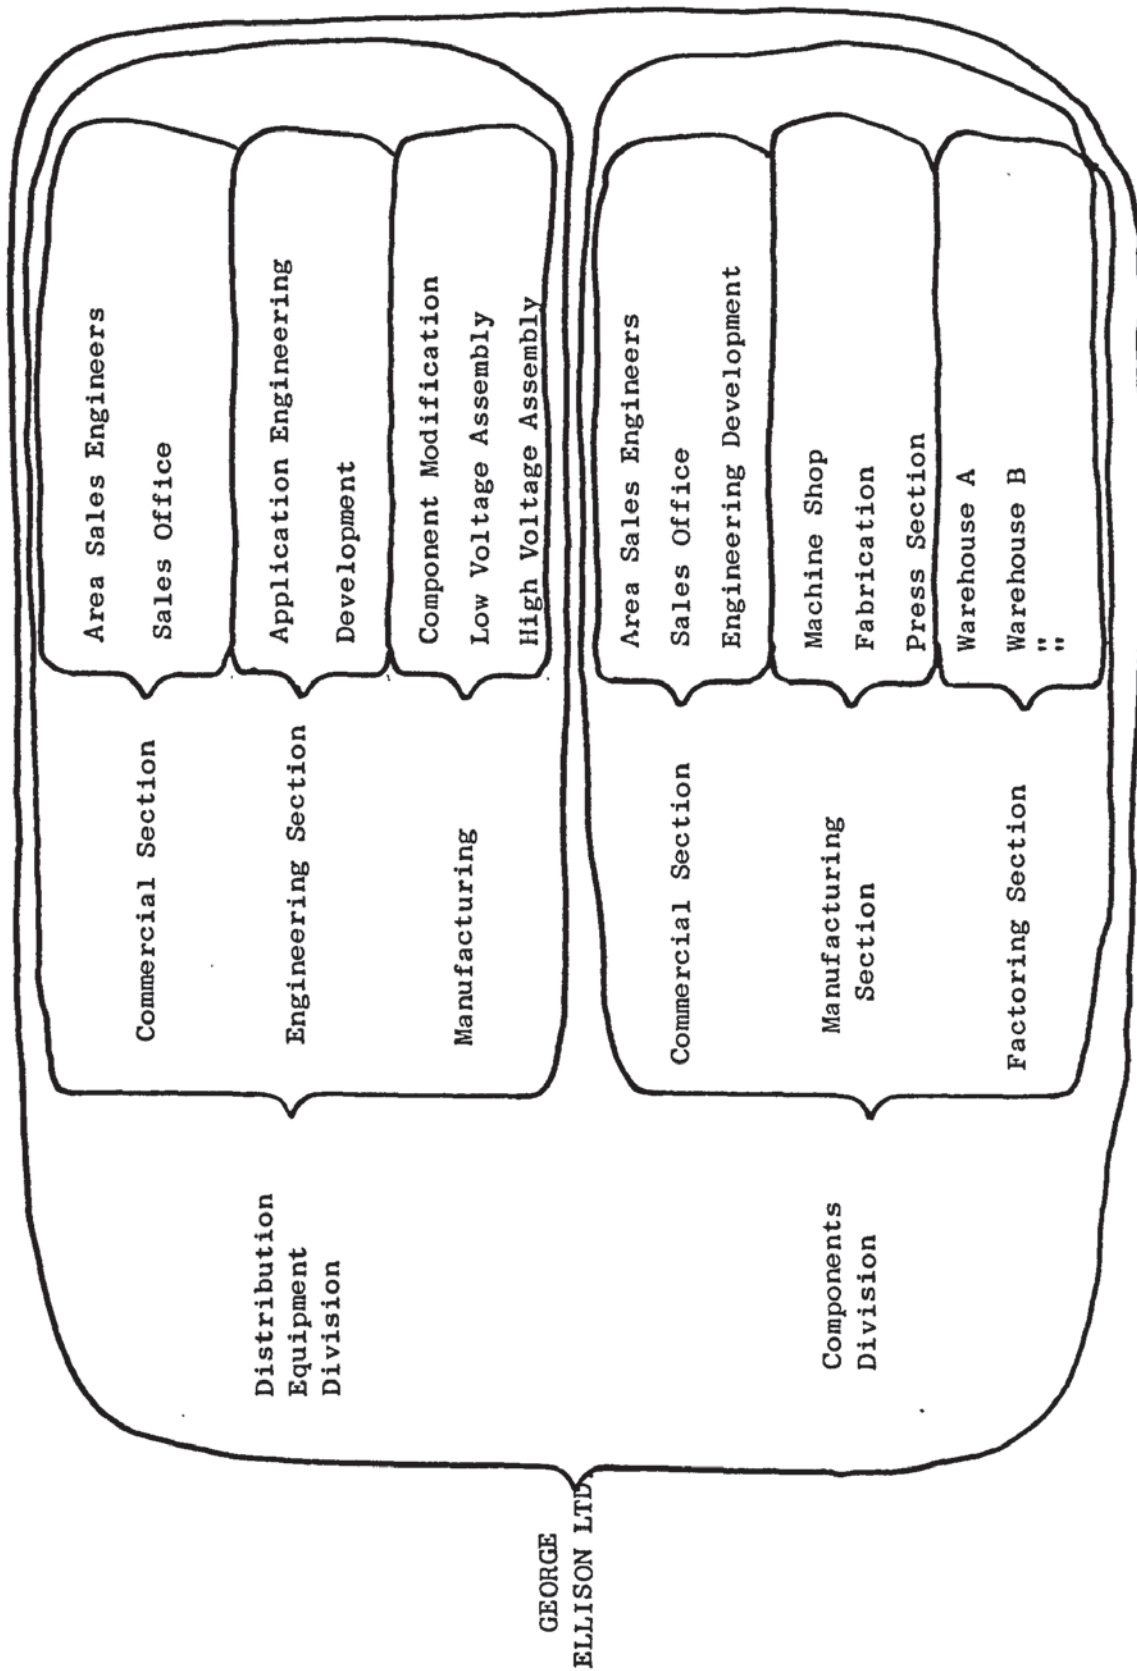 GEORGE
ELLISON LTD.
Distribution
Equipment
Division
Commercial Section
Area Sales Engineers
Sales Office
Engineering Section
Application Engineering
Development
Manufacturing
Component Modification
Low Voltage Assembly
High Voltage Assembly
Components
Division
Commercial Section
Area Sales Engineers
Sales Office
Engineering Development
Manufacturing
Section
Machine Shop
Fabrication
Press Section
Factoring Section
Warehouse A
Warehouse B
"
"